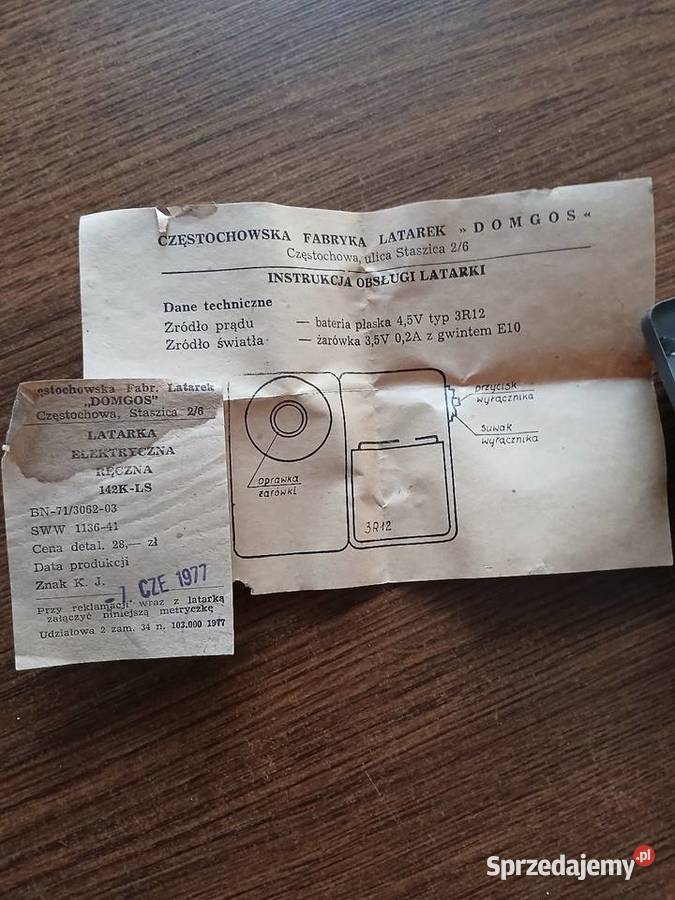 CZĘSTOCHOWSKA FABRYKA LATAREK „DOMGOS“
Częstochowa, ulica Staszica 2/6
INSTRUKCJA OBSŁUGI LATARKI
Dane techniczne
Zródło prądu — bateria płaska 4,5V typ 3R12
Zródło światła — żarówka 3,5V 0,2A z gwintem E10
oprawka
żarówki
3R12
przycisk
wyłącznika
suwak
wyłącznika
estochowska Fabr. Latarek
„DOMGOS"
Częstochowa, Staszica 2/6
LATARKA
ELEKTRYCZNA
RĘCZNA
142K-LS
BN-71/3062-03
SWW 1136-41
Cena detal. 28,— zł
Data produkcji
Znak K. J.
-7 CZE 1977
Przy reklamacji wraz z latarką
załączyć niniejszą metryczkę
Udziałowa 2 zam. 34 n. 103.000 1977
Sprzedajemy.pl